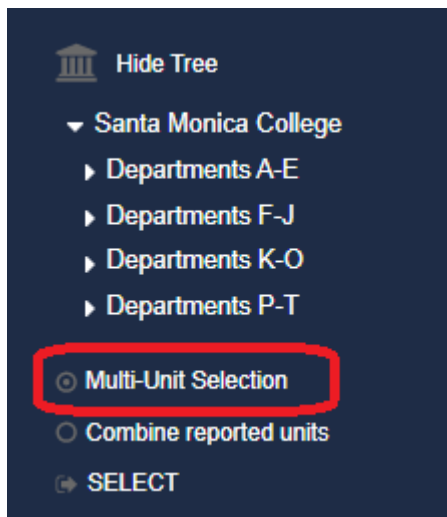 Hide Tree
Santa Monica College
Departments A-E
Departments F-J
Departments K-O
Departments P-T
Multi-Unit Selection
Combine reported units
SELECT